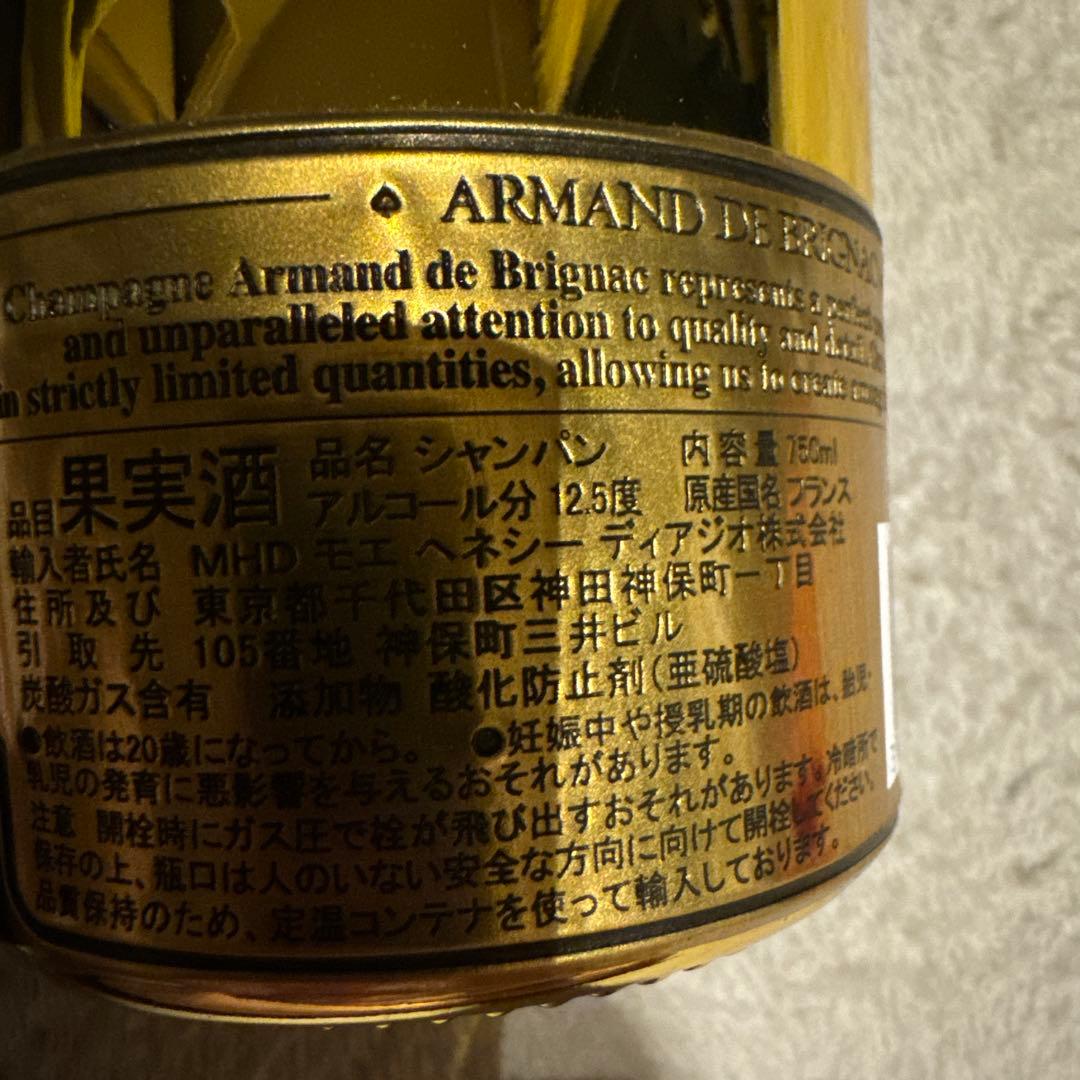 ARMAND DE BRIGNAC
Champagne Armand de Brignac represents a perfect
and unparalleled attention to quality and
in strictly limited quantities, allowing us to create
品目 果実酒 品名 シャンパン 内容量 750ml
アルコール分 12.5度 原産国名 フランス
輸入者氏名 MHD モエ ヘネシー ディアジオ株式会社
住所及び 東京都千代田区神田神保町一丁目
引取先 105番地 神保町三井ビル
炭酸ガス含有 添加物 酸化防止剤(亜硫酸塩)
●飲酒は20歳になってから。 ●妊娠中や授乳期の飲酒は、胎児・
乳児の発育に悪影響を与えるおそれがあります。
注意 開栓時にガス圧で栓が飛び出すおそれがあります。冷暗所で
保存の上、瓶口は人のいない安全な方向に向けて開栓してください。
品質保持のため、定温コンテナを使って輸入しております。